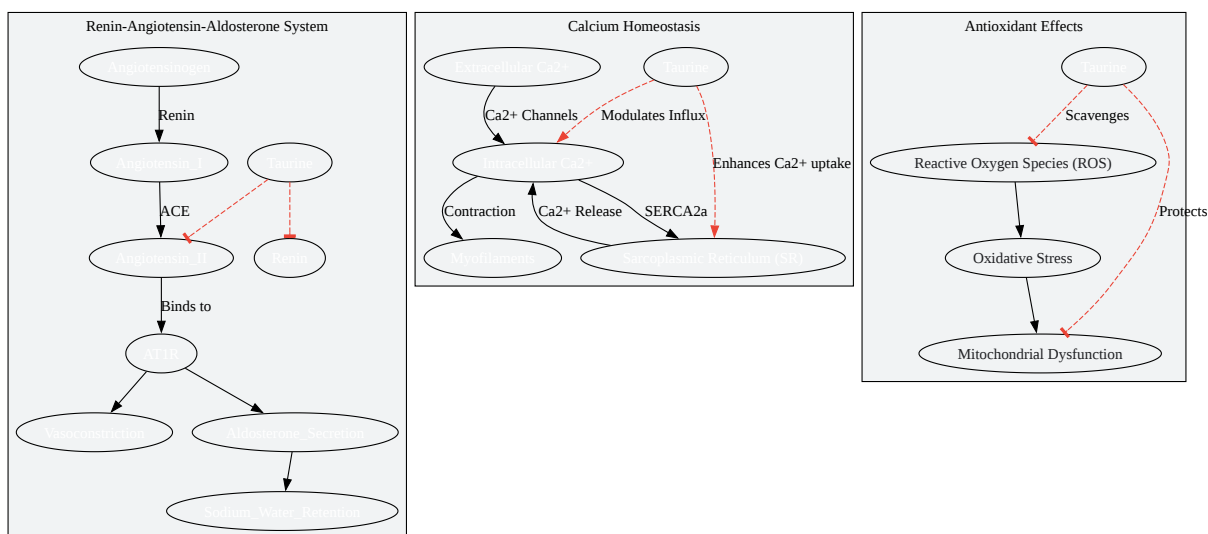 Renin-Angiotensin-Aldosterone System
Angiotensinogen
Renin
Angiotensin_I
Taurine
ACE
Angiotensin_II
Renin
Binds to
AT1R
Vasoconstriction
Aldosterone_Secretion
Sodium_Water_Retention
Calcium Homeostasis
Extracellular Ca2+
Taurine
Ca2+ Channels
Modulates Influx
Intracellular Ca2+
Enhances Ca2+ uptake
Contraction
Ca2+ Release
SERCA2a
Myofilaments
Sarcoplasmic Reticulum (SR)
Antioxidant Effects
Taurine
Scavenges
Reactive Oxygen Species (ROS)
Protects
Oxidative Stress
Mitochondrial Dysfunction